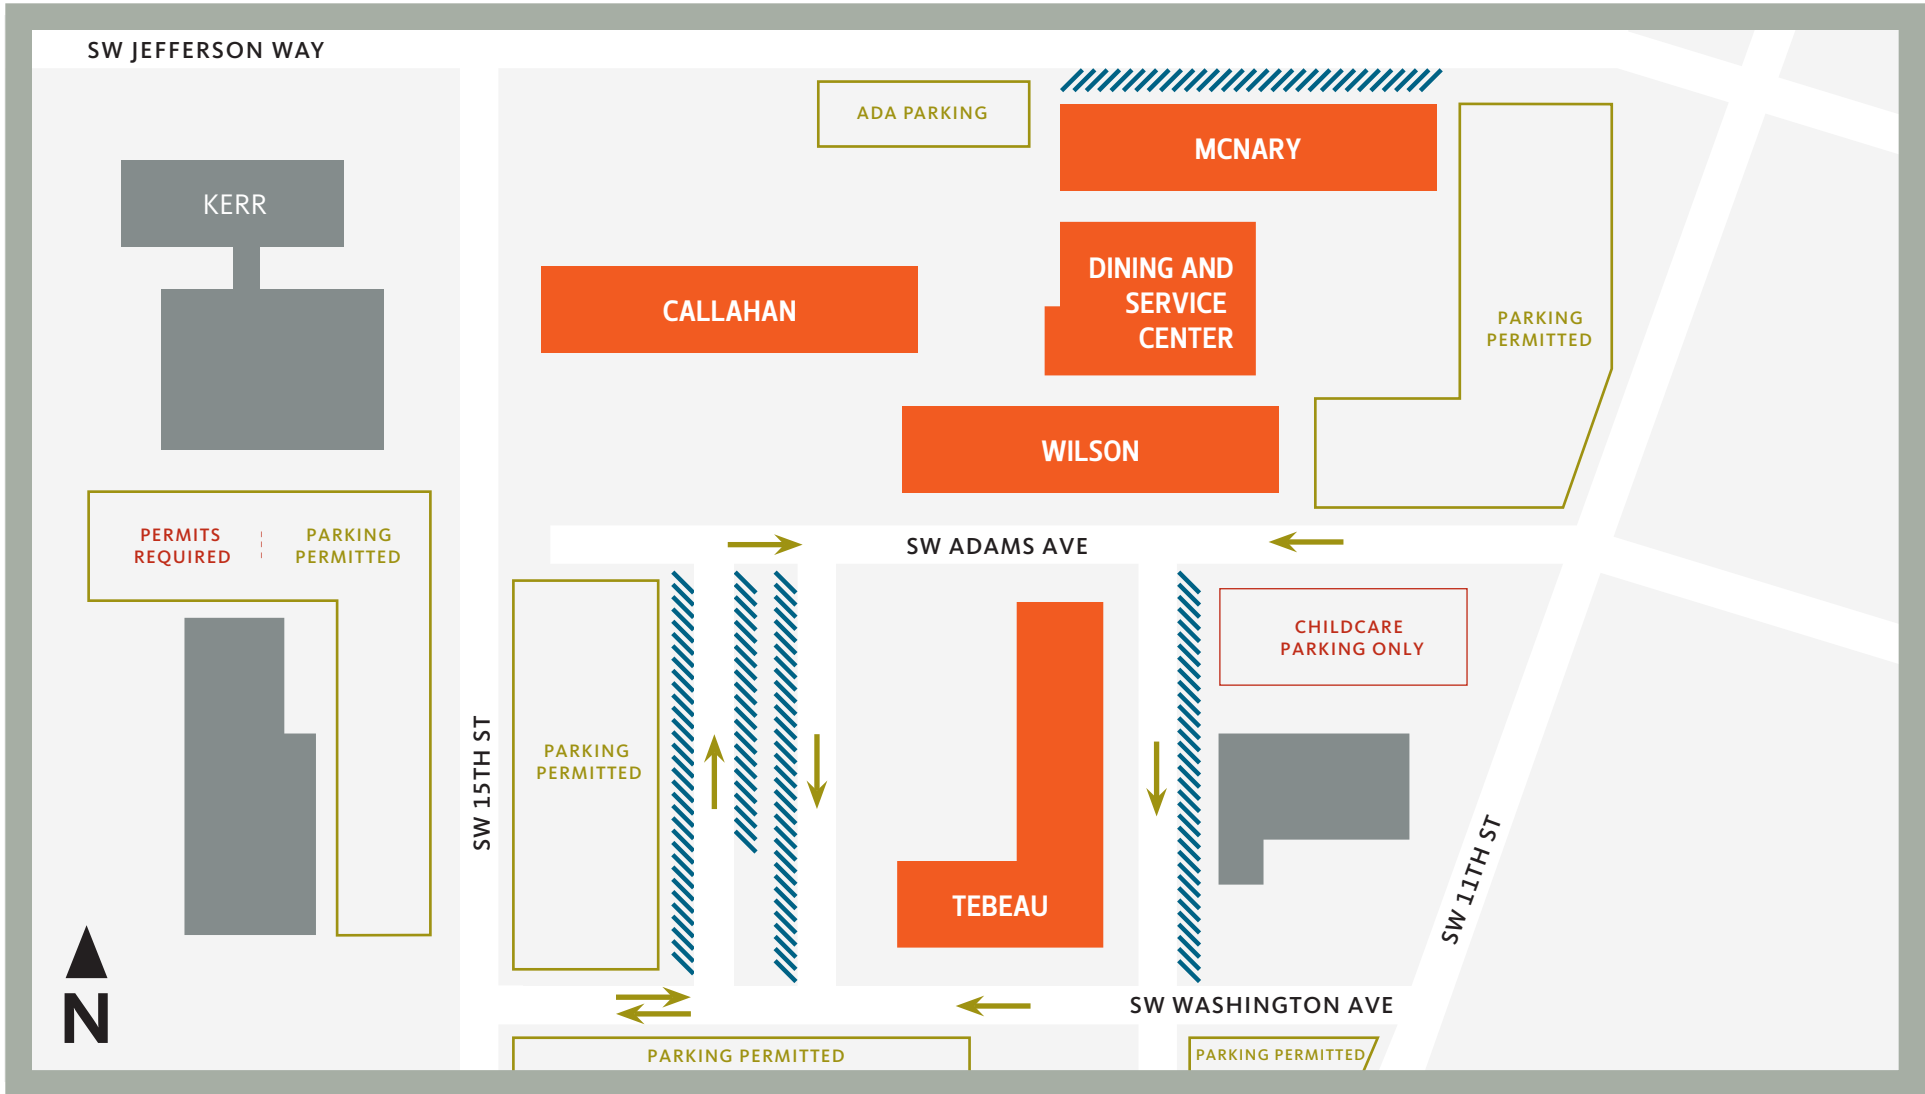 SW JEFFERSON WAY
ADA PARKING
MCNARY
KERR
DINING AND
SERVICE
CENTER
CALLAHAN
PARKING
PERMITTED
WILSON
PERMITS
REQUIRED
PARKING
PERMITTED
SW ADAMS AVE
CHILDCARE
PARKING ONLY
SW 15TH ST
PARKING
PERMITTED
TEBEAU
SW 11TH ST
N
SW WASHINGTON AVE
PARKING PERMITTED
PARKING PERMITTED